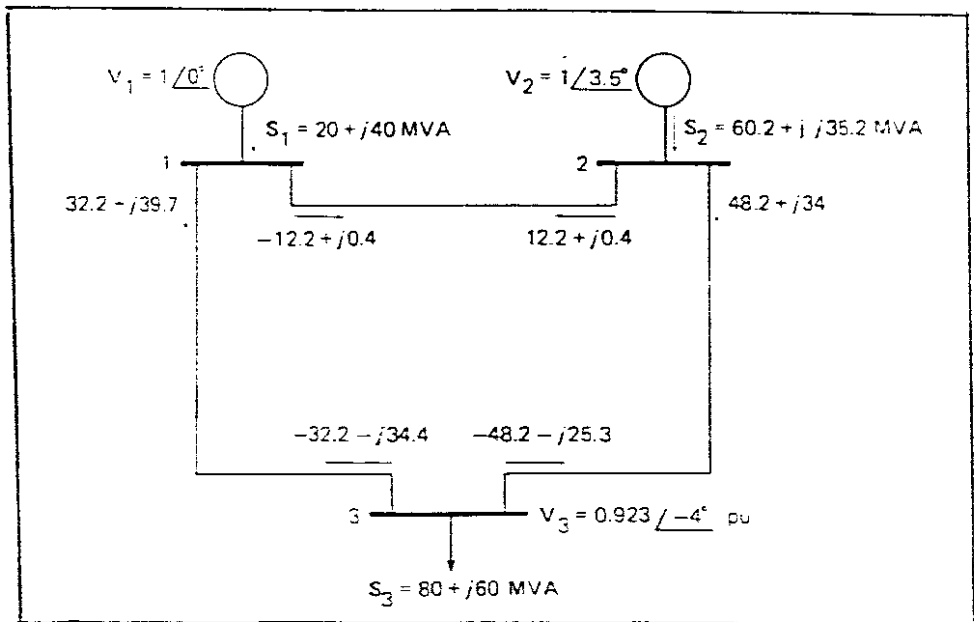 V1 = 1 /0°
V2 = 1 /3.5°
S1 = 20 + j40 MVA
S2 = 60.2 + j j35.2 MVA
1
2
32.2 - j39.7
48.2 + j34
-12.2 + j0.4
12.2 + j0.4
-32.2 - j34.4
-48.2 - j25.3
3
V3 = 0.923 /-4° pu
S3 = 80 + j60 MVA